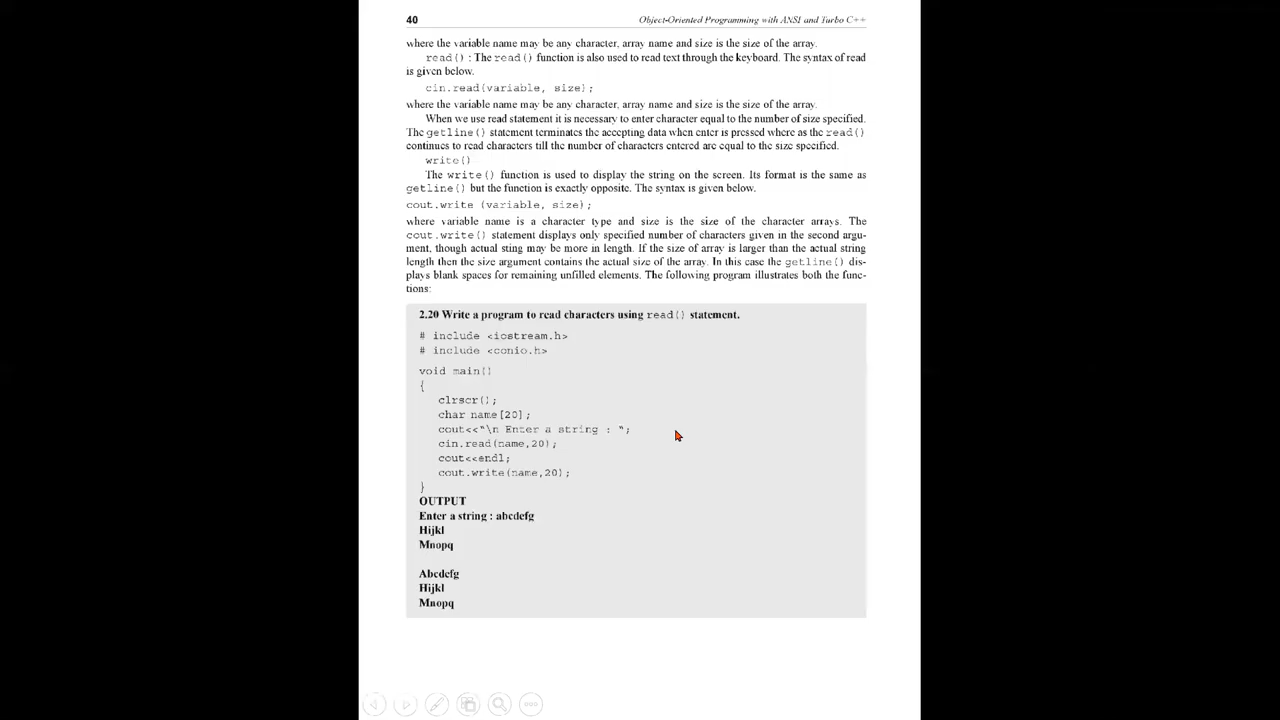 40
Object-Oriented Programming with ANSI and Turbo C++
where the variable name may be any character, array name and size is the size of the array.
read() : The read() function is also used to read text through the keyboard. The syntax of read
is given below.
cin.read(variable, size);
where the variable name may be any character, array name and size is the size of the array.
When we use read statement it is necessary to enter character equal to the number of size specified.
The getline() statement terminates the accepting data when enter is pressed where as the read()
continues to read characters till the number of characters entered are equal to the size specified.
write()
The write() function is used to display the string on the screen. Its format is the same as
getline() but the function is exactly opposite. The syntax is given below.
cout.write (variable, size);
where variable name is a character type and size is the size of the character arrays. The
cout.write() statement displays only specified number of characters given in the second argu-
ment, though actual sting may be more in length. If the size of array is larger than the actual string
length then the size argument contains the actual size of the array. In this case the getline() dis-
plays blank spaces for remaining unfilled elements. The following program illustrates both the func-
tions:
2.20 Write a program to read characters using read() statement.
# include <iostream.h>
# include <conio.h>
void main()
{
clrscr();
char name[20];
cout<<“\n Enter a string : “;
cin.read(name,20);
cout<<endl;
cout.write(name,20);
}
OUTPUT
Enter a string : abcdefg
Hijkl
Mnopq
Abcdefg
Hijkl
Mnopq